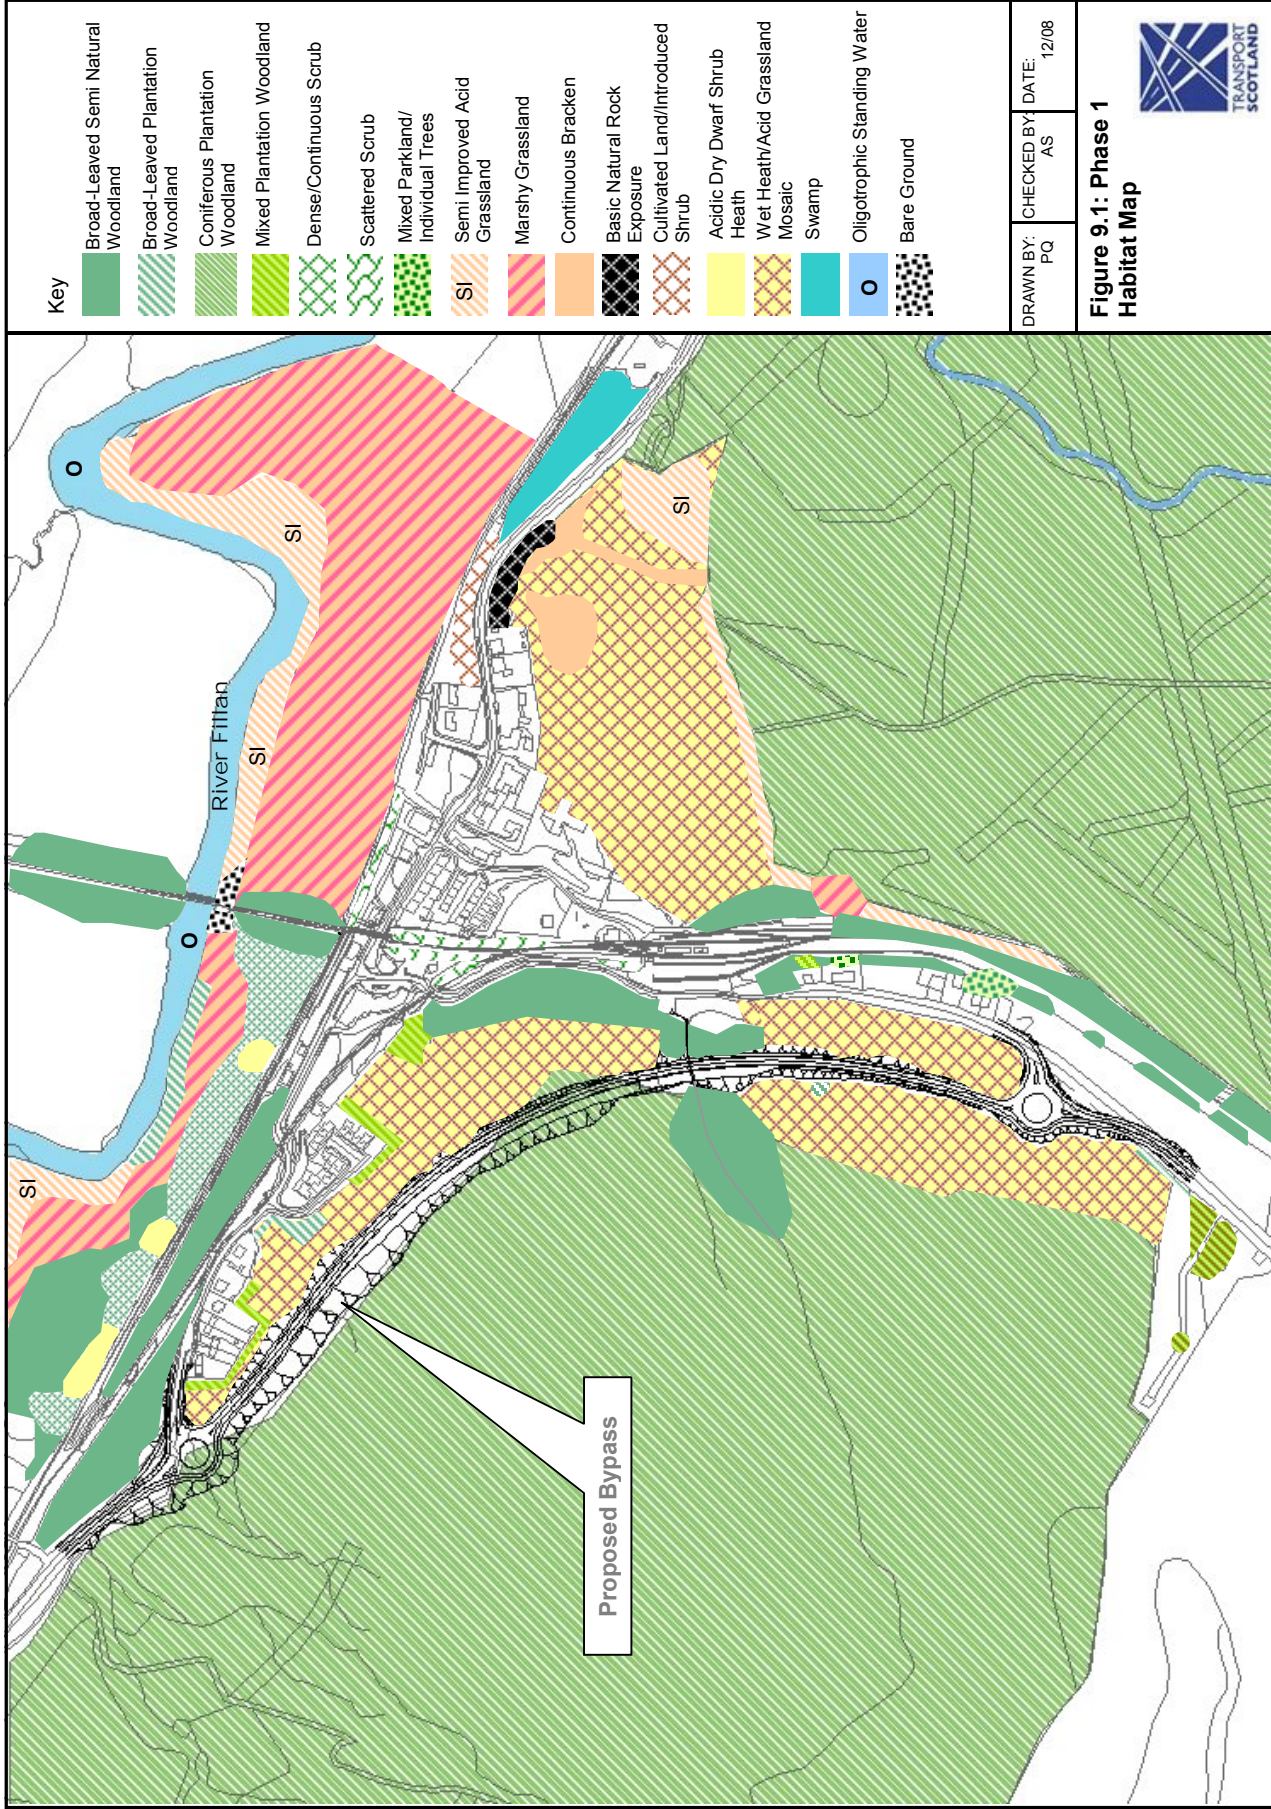 Key
Broad-Leaved Semi Natural
Woodland
Broad-Leaved Plantation
Woodland
Coniferous Plantation
Woodland
Mixed Plantation Woodland
Dense/Continuous Scrub
Scattered Scrub
Mixed Parkland/
Individual Trees
SI
Semi Improved Acid
Grassland
Marshy Grassland
Continuous Bracken
Basic Natural Rock
Exposure
Cultivated Land/Introduced
Shrub
Acidic Dry Dwarf Shrub
Heath
Wet Heath/Acid Grassland
Mosaic
Swamp
O
Oligotrophic Standing Water
Bare Ground
DRAWN BY:
PQ
CHECKED BY:
AS
DATE:
12/08
Figure 9.1: Phase 1
Habitat Map
TRANSPORT
SCOTLAND
SI
O
River Fillan
SI
SI
O
SI
Proposed Bypass